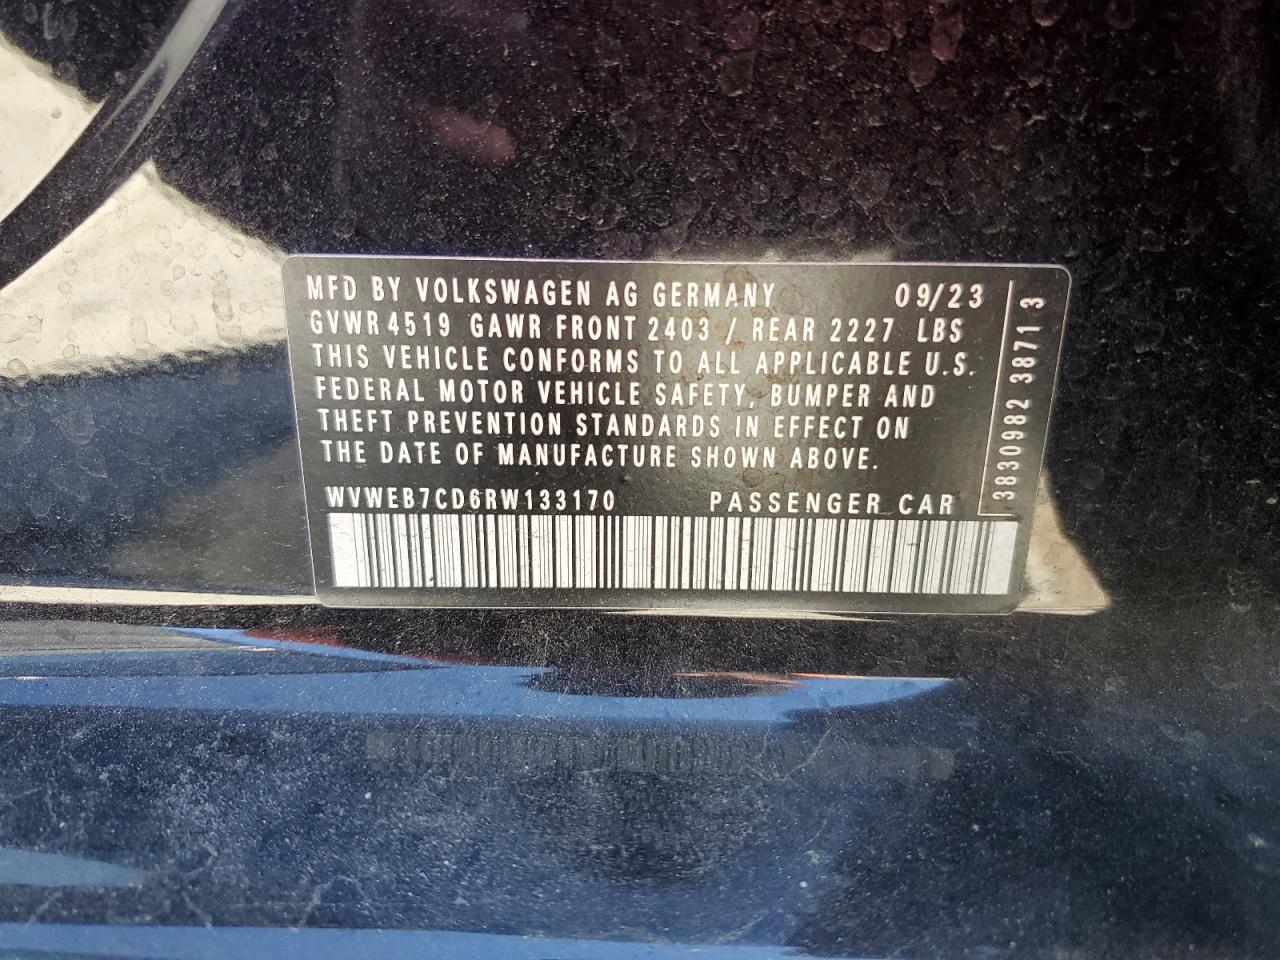 MFD BY VOLKSWAGEN AG GERMANY 09/23
GVWR 4519 GAWR FRONT 2403 / REAR 2227 LBS
THIS VEHICLE CONFORMS TO ALL APPLICABLE U.S.
FEDERAL MOTOR VEHICLE SAFETY, BUMPER AND
THEFT PREVENTION STANDARDS IN EFFECT ON
THE DATE OF MANUFACTURE SHOWN ABOVE.
WVWEB7CD6RW133170 PASSENGER CAR
3830982 3871 3